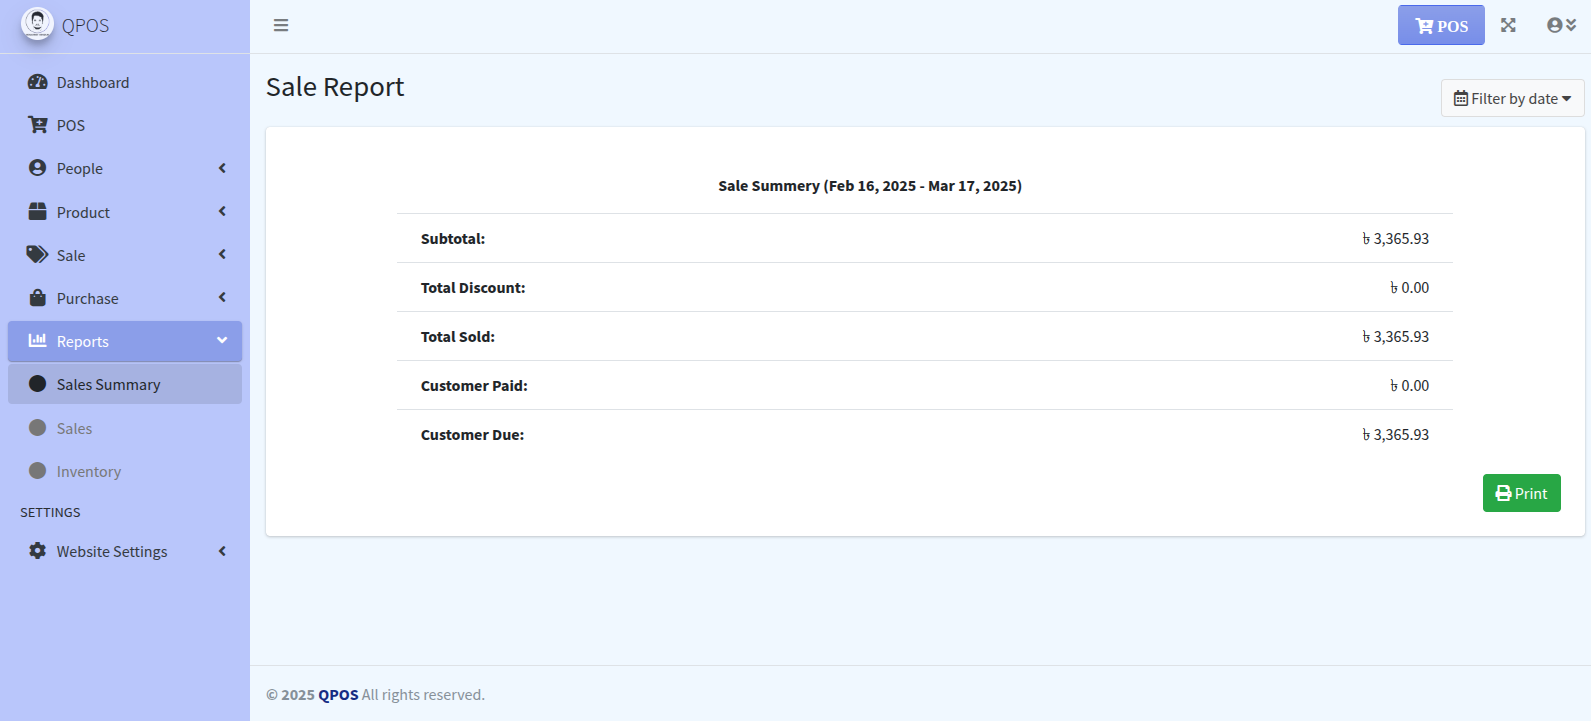 QPOS
POS
Dashboard
POS
People
Product
Sale
Purchase
Reports
Sales Summary
Sales
Inventory
SETTINGS
Website Settings
Sale Report
Filter by date
Sale Summery (Feb 16, 2025 - Mar 17, 2025)
Subtotal: ৳ 3,365.93
Total Discount: ৳ 0.00
Total Sold: ৳ 3,365.93
Customer Paid: ৳ 0.00
Customer Due: ৳ 3,365.93
Print
© 2025 QPOS All rights reserved.